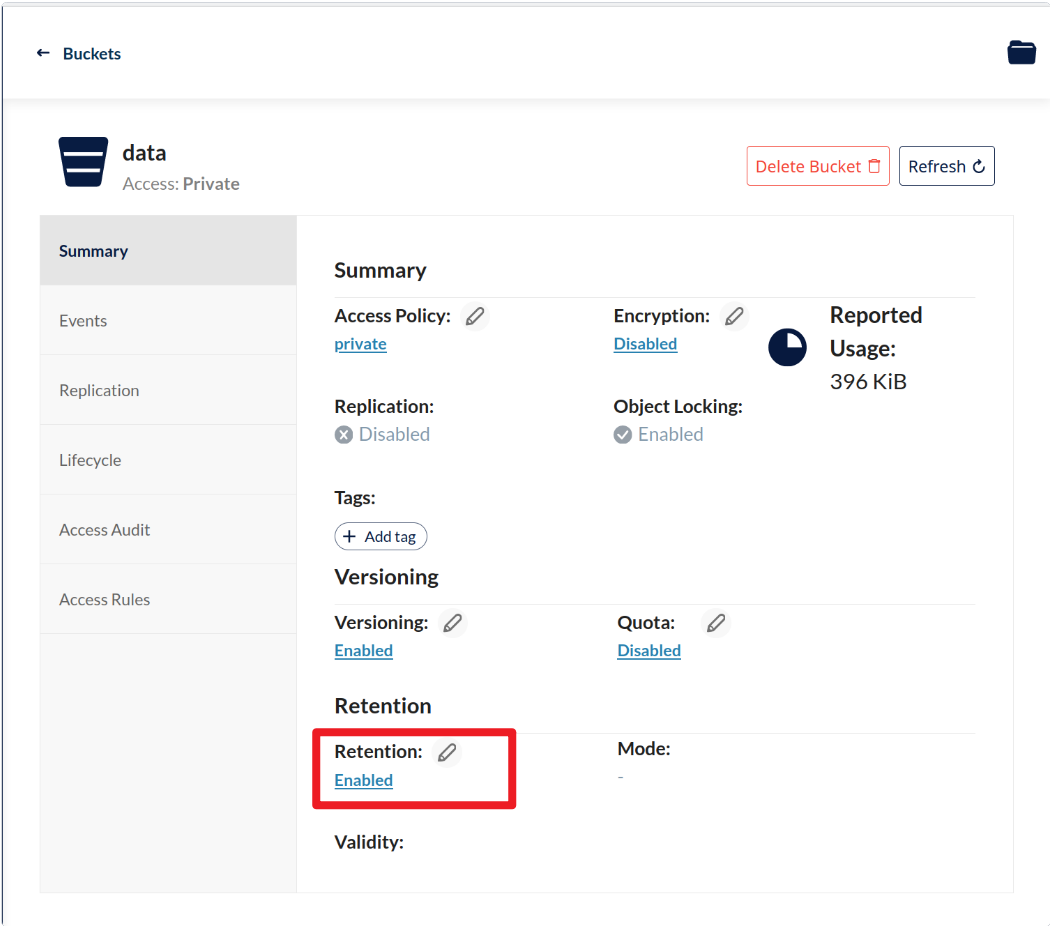 Buckets
data
Access: Private
Delete Bucket
Refresh
Summary
Events
Replication
Lifecycle
Access Audit
Access Rules
Summary
Access Policy:
private
Encryption:
Disabled
Reported
Usage:
396 KiB
Replication:
Disabled
Object Locking:
Enabled
Tags:
+ Add tag
Versioning
Versioning:
Enabled
Quota:
Disabled
Retention
Retention:
Enabled
Mode:
-
Validity: